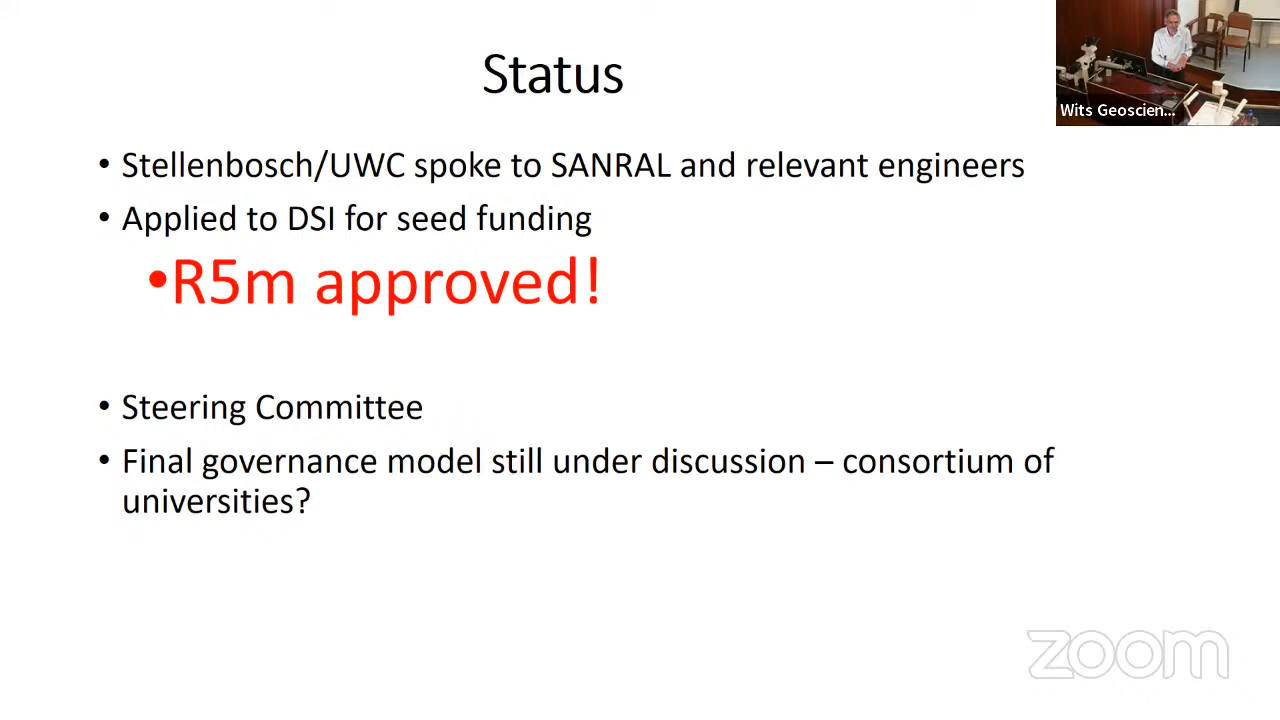 Status
Wits Geoscien...
• Stellenbosch/UWC spoke to SANRAL and relevant engineers
• Applied to DSI for seed funding
•R5m approved!
• Steering Committee
• Final governance model still under discussion – consortium of
universities?
zoom